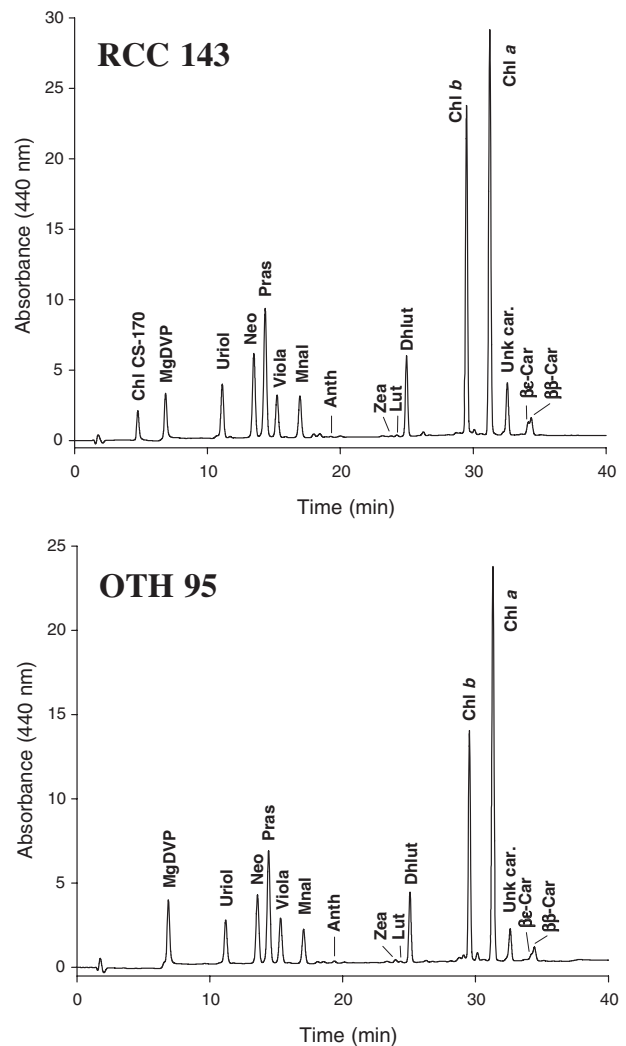 RCC 143
Absorbance (440 nm)
30
25
20
15
10
5
0
Chl CS-170
MgDVP
Uriol
Neo
Pras
Viola
Mnal
Anth
Zea
Lut
Dhlut
Chl b
Chl a
Unk car.
βε-Car
ββ-Car
0 10 20 30 40
Time (min)
OTH 95
Absorbance (440 nm)
25
20
15
10
5
0
MgDVP
Uriol
Neo
Pras
Viola
Mnal
Anth
Zea
Lut
Dhlut
Chl b
Chl a
Unk car.
βε-Car
ββ-Car
0 10 20 30 40
Time (min)